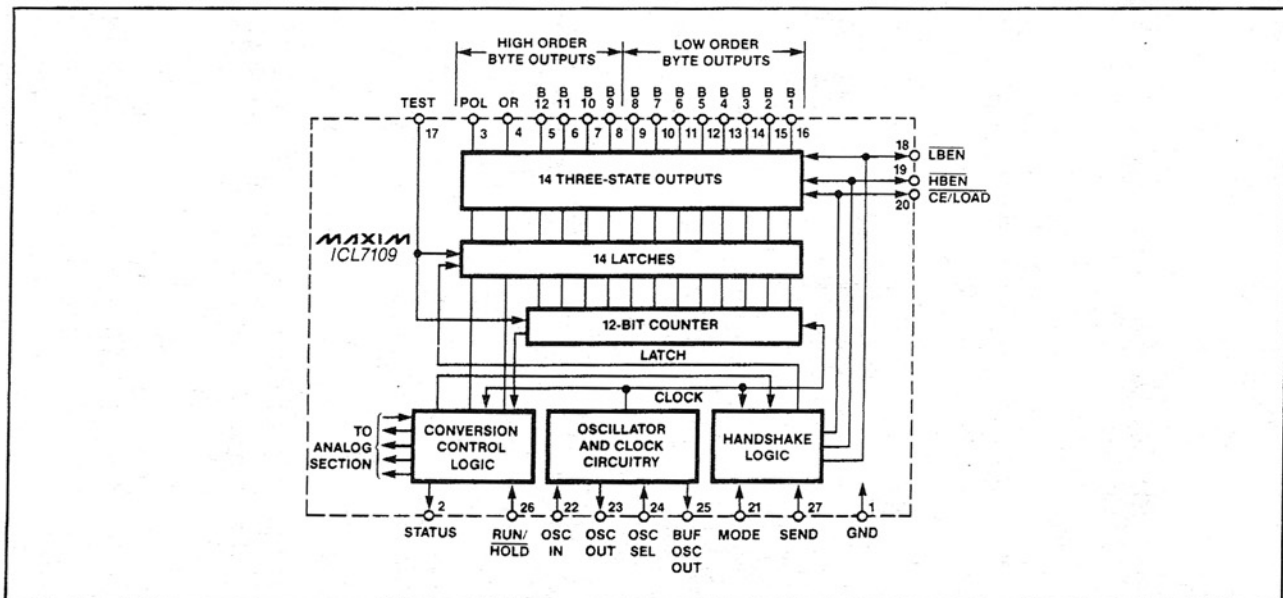 HIGH ORDER
BYTE OUTPUTS
LOW ORDER
BYTE OUTPUTS
TEST
POL
OR
B
12
B
11
B
10
B
9
B
8
B
7
B
6
B
5
B
4
B
3
B
2
B
1
17
3
4
5
6
7
8
9
10
11
12
13
14
15
16
14 THREE-STATE OUTPUTS
18
LBEN
19
HBEN
CE/LOAD
20
MAXIM
ICL7109
14 LATCHES
12-BIT COUNTER
LATCH
CLOCK
TO
ANALOG
SECTION
CONVERSION
CONTROL
LOGIC
OSCILLATOR
AND CLOCK
CIRCUITRY
HANDSHAKE
LOGIC
2
26
22
23
24
25
21
27
1
STATUS
RUN/
HOLD
OSC
IN
OSC
OUT
OSC
SEL
BUF
OSC
OUT
MODE
SEND
GND